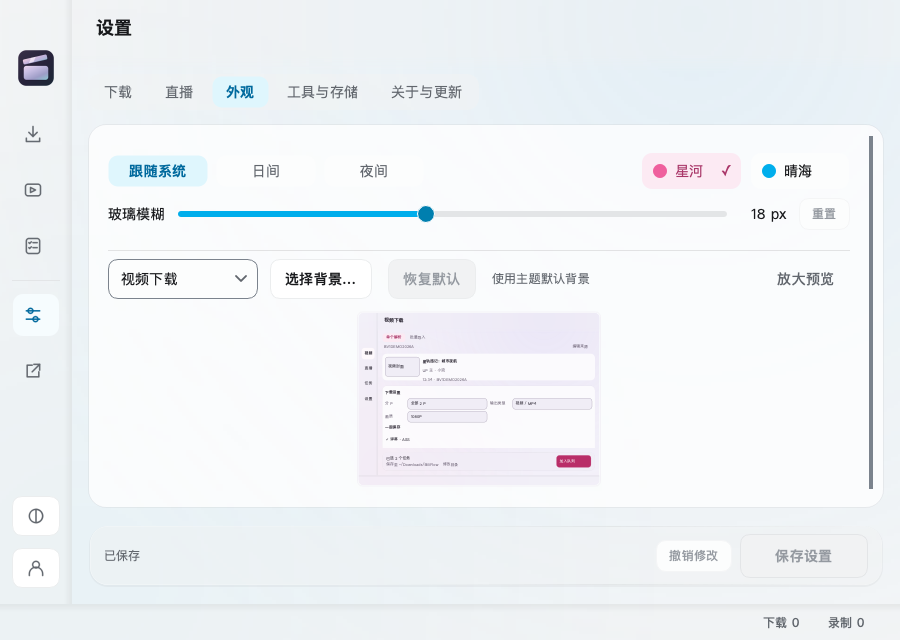 设置
下载 直播 外观 工具与存储 关于与更新
跟随系统 日间 夜间 星河 ✓ 晴海
玻璃模糊 18 px 重置
视频下载 选择背景... 恢复默认 使用主题默认背景 放大预览
视频下载
已保存 撤销修改 保存设置
下载 0 录制 0